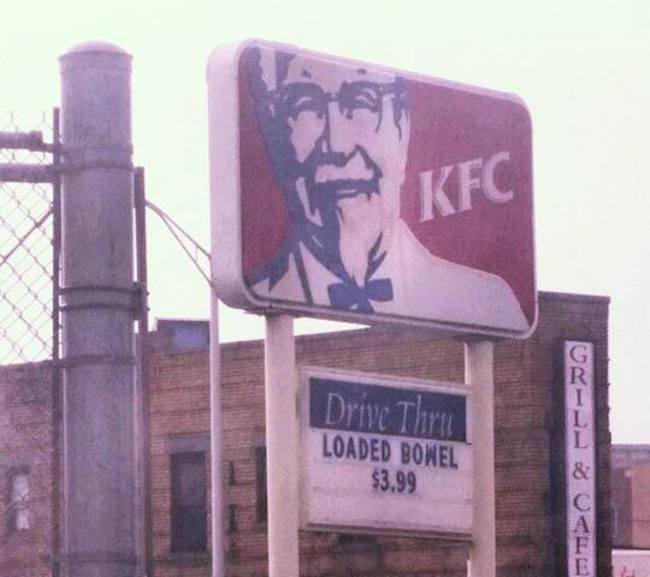 KFC
Drive Thru
LOADED BOWEL
$3.99
GRILL & CAFE